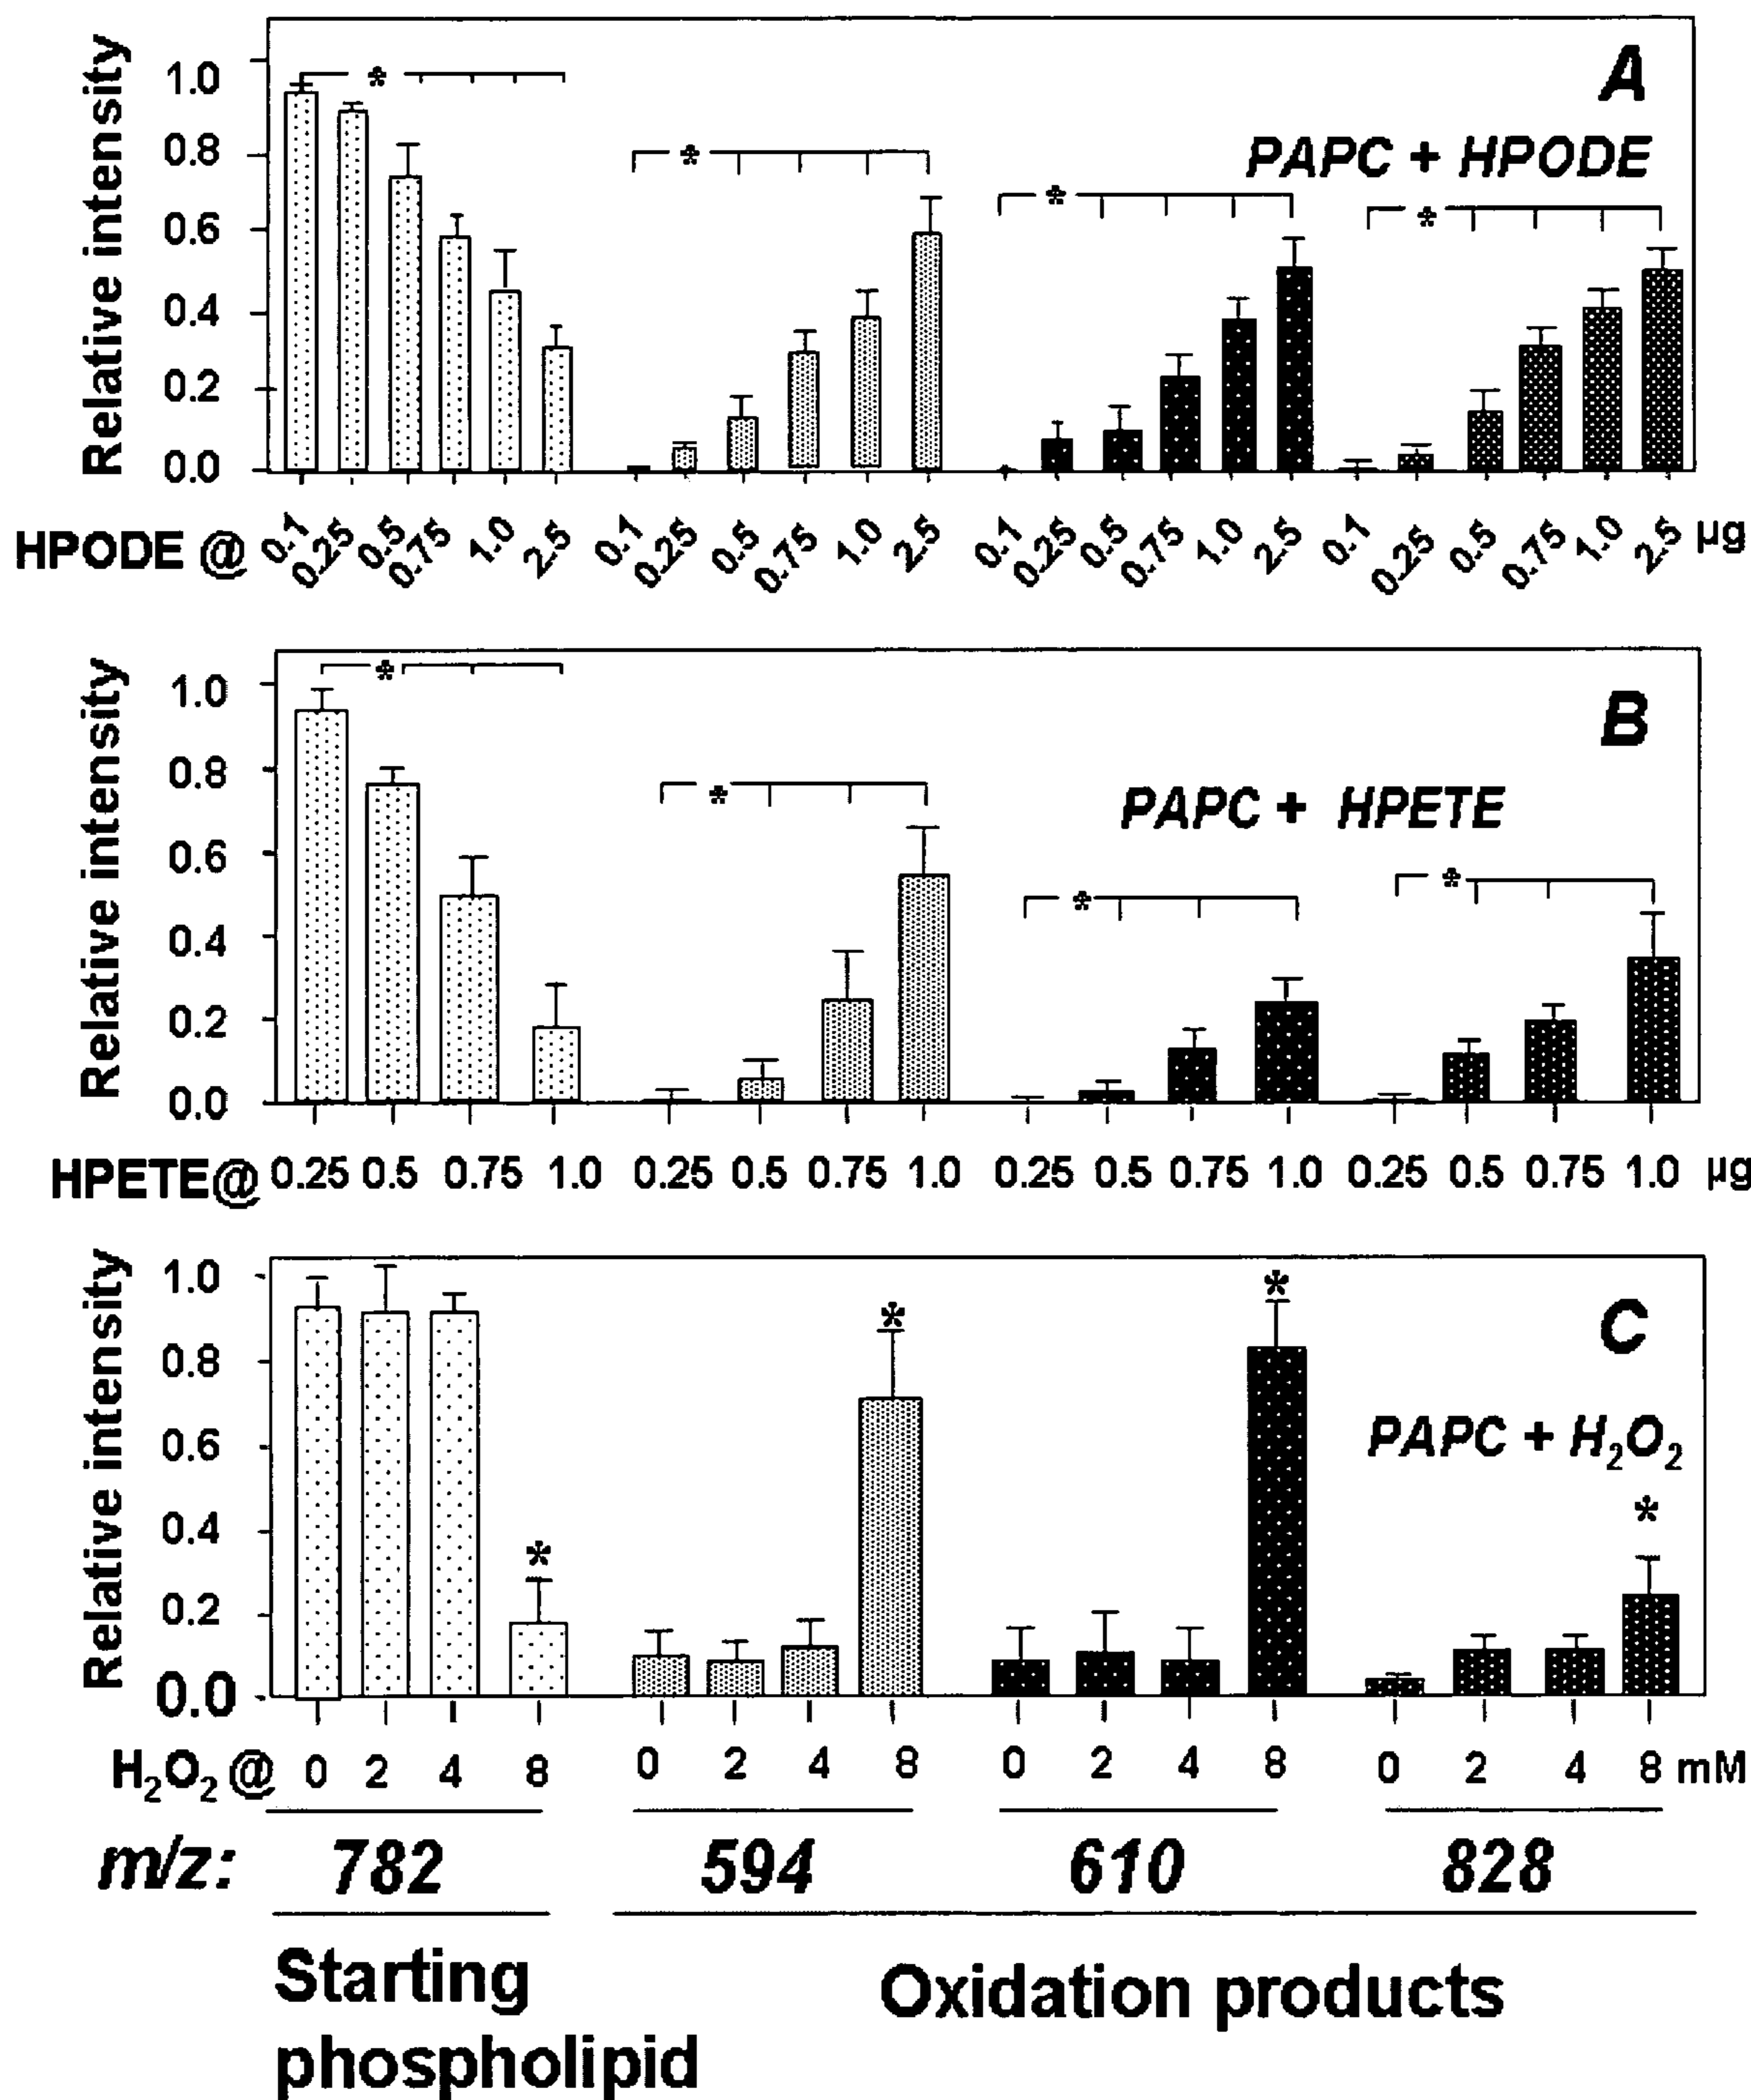 A
PAPC + HPODE
Relative intensity
1.0
0.8
0.6
0.4
0.2
0.0
* * * *
HPODE @ 0.1 0.25 0.5 0.75 1.0 2.5 0.1 0.25 0.5 0.75 1.0 2.5 0.1 0.25 0.5 0.75 1.0 2.5 0.1 0.25 0.5 0.75 1.0 2.5 µg
B
PAPC + HPETE
Relative intensity
1.0
0.8
0.6
0.4
0.2
0.0
* * * *
HPETE@ 0.25 0.5 0.75 1.0 0.25 0.5 0.75 1.0 0.25 0.5 0.75 1.0 0.25 0.5 0.75 1.0 µg
C
PAPC + H₂O₂
Relative intensity
1.0
0.8
0.6
0.4
0.2
0.0
* * * *
H₂O₂ @ 0 2 4 8 0 2 4 8 0 2 4 8 0 2 4 8 mM
m/z: 782 594 610 828
Starting
phospholipid
Oxidation products